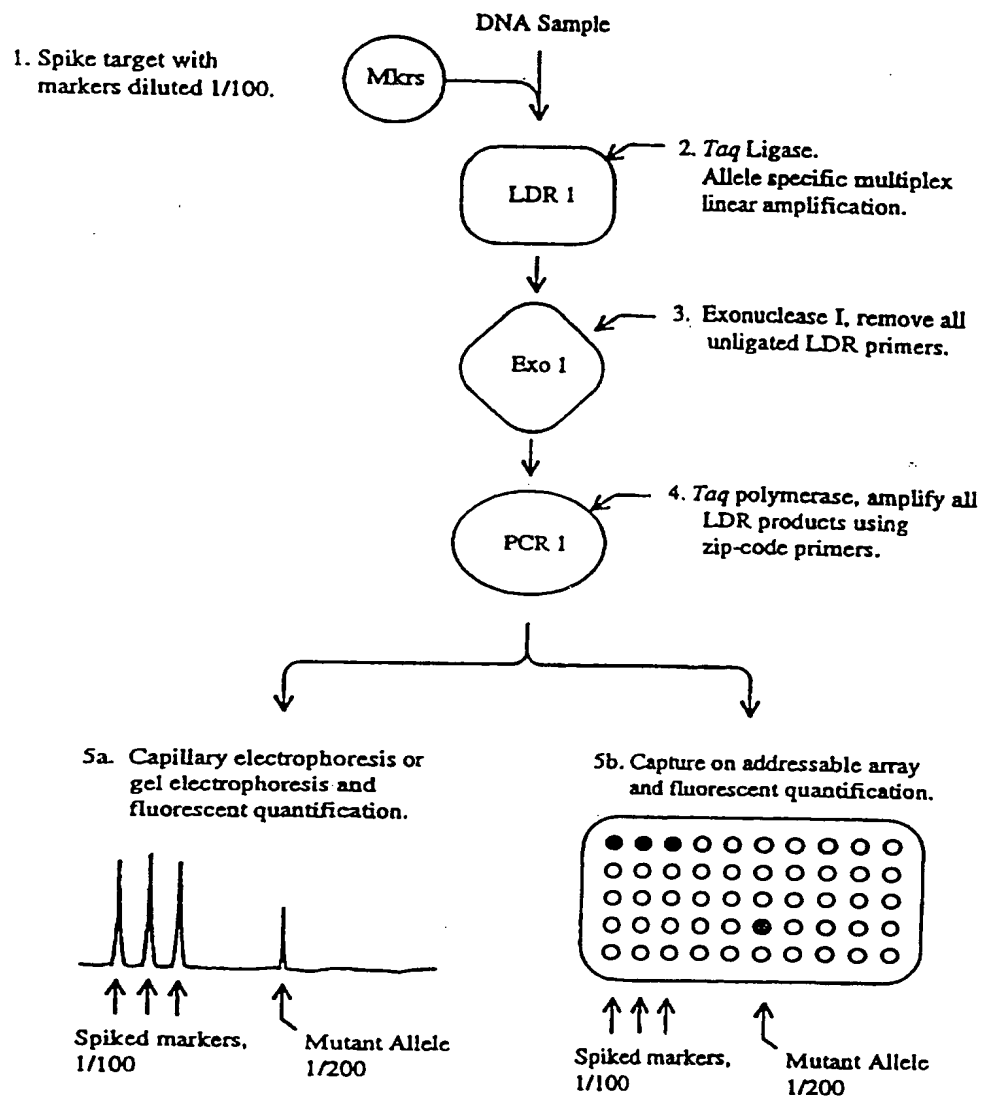 DNA Sample
1. Spike target with
markers diluted 1/100.
Mkrs
2. Taq Ligase.
Allele specific multiplex
linear amplification.
LDR 1
3. Exonuclease I, remove all
unligated LDR primers.
Exo 1
4. Taq polymerase, amplify all
LDR products using
zip-code primers.
PCR 1
5a. Capillary electrophoresis or
gel electrophoresis and
fluorescent quantification.
5b. Capture on addressable array
and fluorescent quantification.
Spiked markers,
1/100
Mutant Allele
1/200
Spiked markers,
1/100
Mutant Allele
1/200